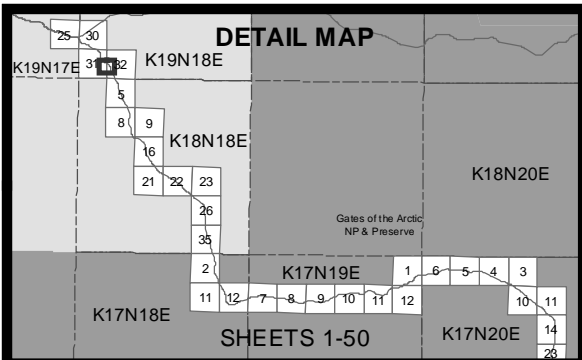 DETAIL MAP
25 30
K19N17E 31 32 K19N18E
5
8 9
K18N18E
16
21 22 23
K18N20E
26
Gates of the Arctic
NP & Preserve
35
2 K17N19E 1 6 5 4 3
11 12 7 8 9 10 11 12 10 11
K17N18E
14
SHEETS 1-50 K17N20E
23